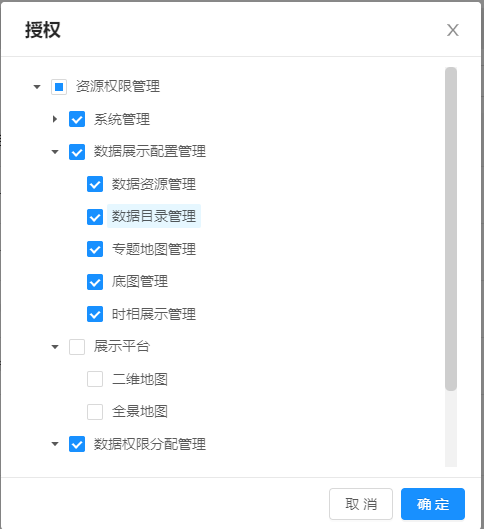 授权
资源权限管理
系统管理
数据展示配置管理
数据资源管理
数据目录管理
专题地图管理
底图管理
时相展示管理
展示平台
二维地图
全景地图
数据权限分配管理
取消 确定